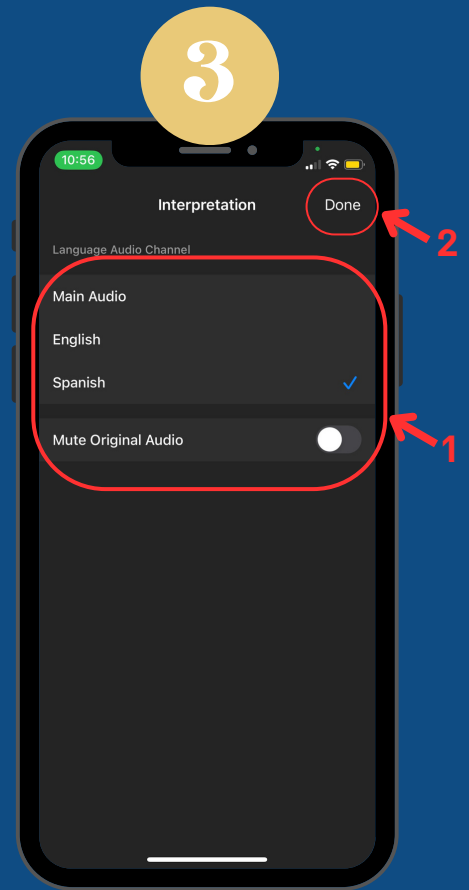 3
10:56
Interpretation
Done
2
Language Audio Channel
Main Audio
English
Spanish
Mute Original Audio
1